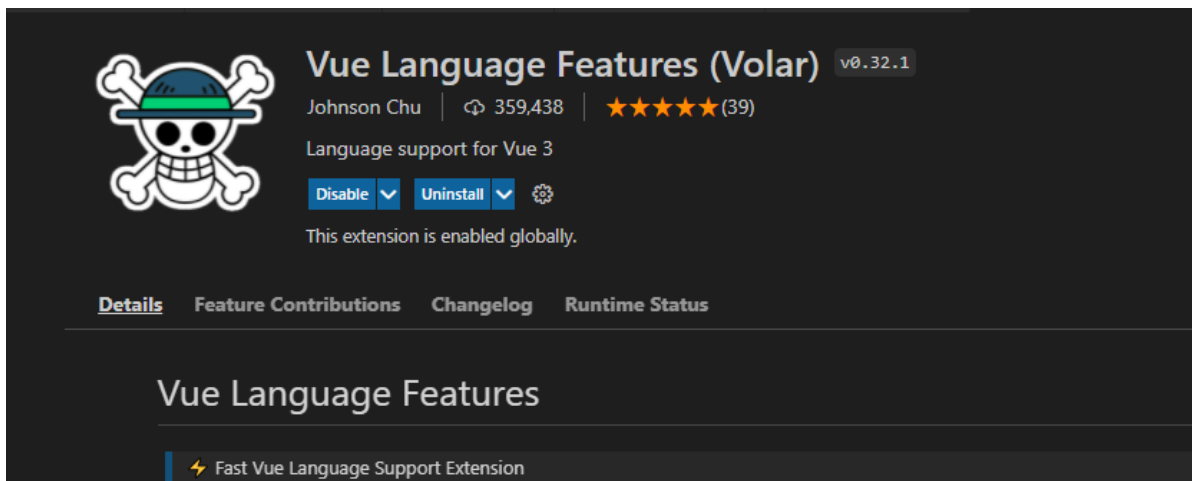 Vue Language Features (Volar) v0.32.1
Johnson Chu 359,438 (39)
Language support for Vue 3
Disable Uninstall
This extension is enabled globally.
Details Feature Contributions Changelog Runtime Status
Vue Language Features
⚡ Fast Vue Language Support Extension